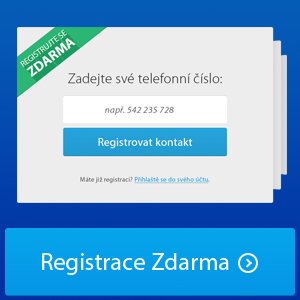 REGISTRUJTE SE
ZDARMA
Zadejte své telefonní číslo:
např. 542 235 728
Registrovat kontakt
Máte již registraci? Přihlaště se do svého účtu.
Registrace Zdarma